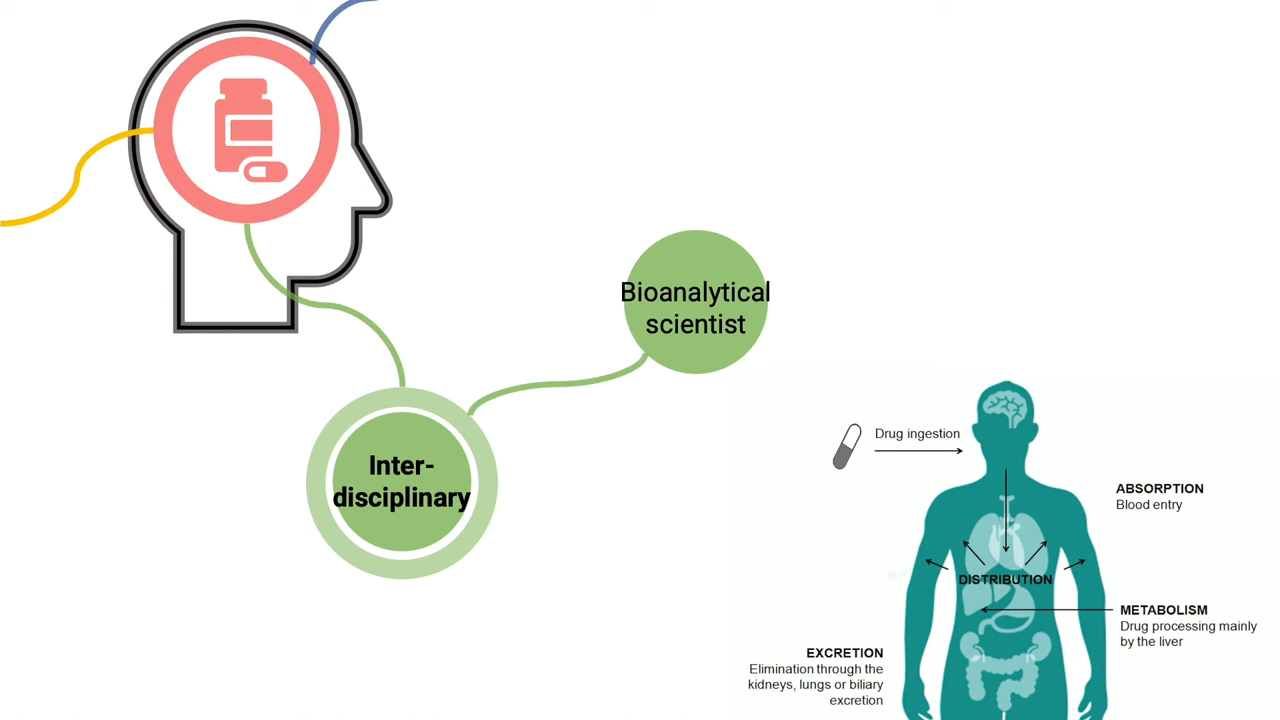 Bioanalytical
scientist
Inter-
disciplinary
Drug ingestion
ABSORPTION
Blood entry
DISTRIBUTION
METABOLISM
Drug processing mainly
by the liver
EXCRETION
Elimination through the
kidneys, lungs or biliary
excretion